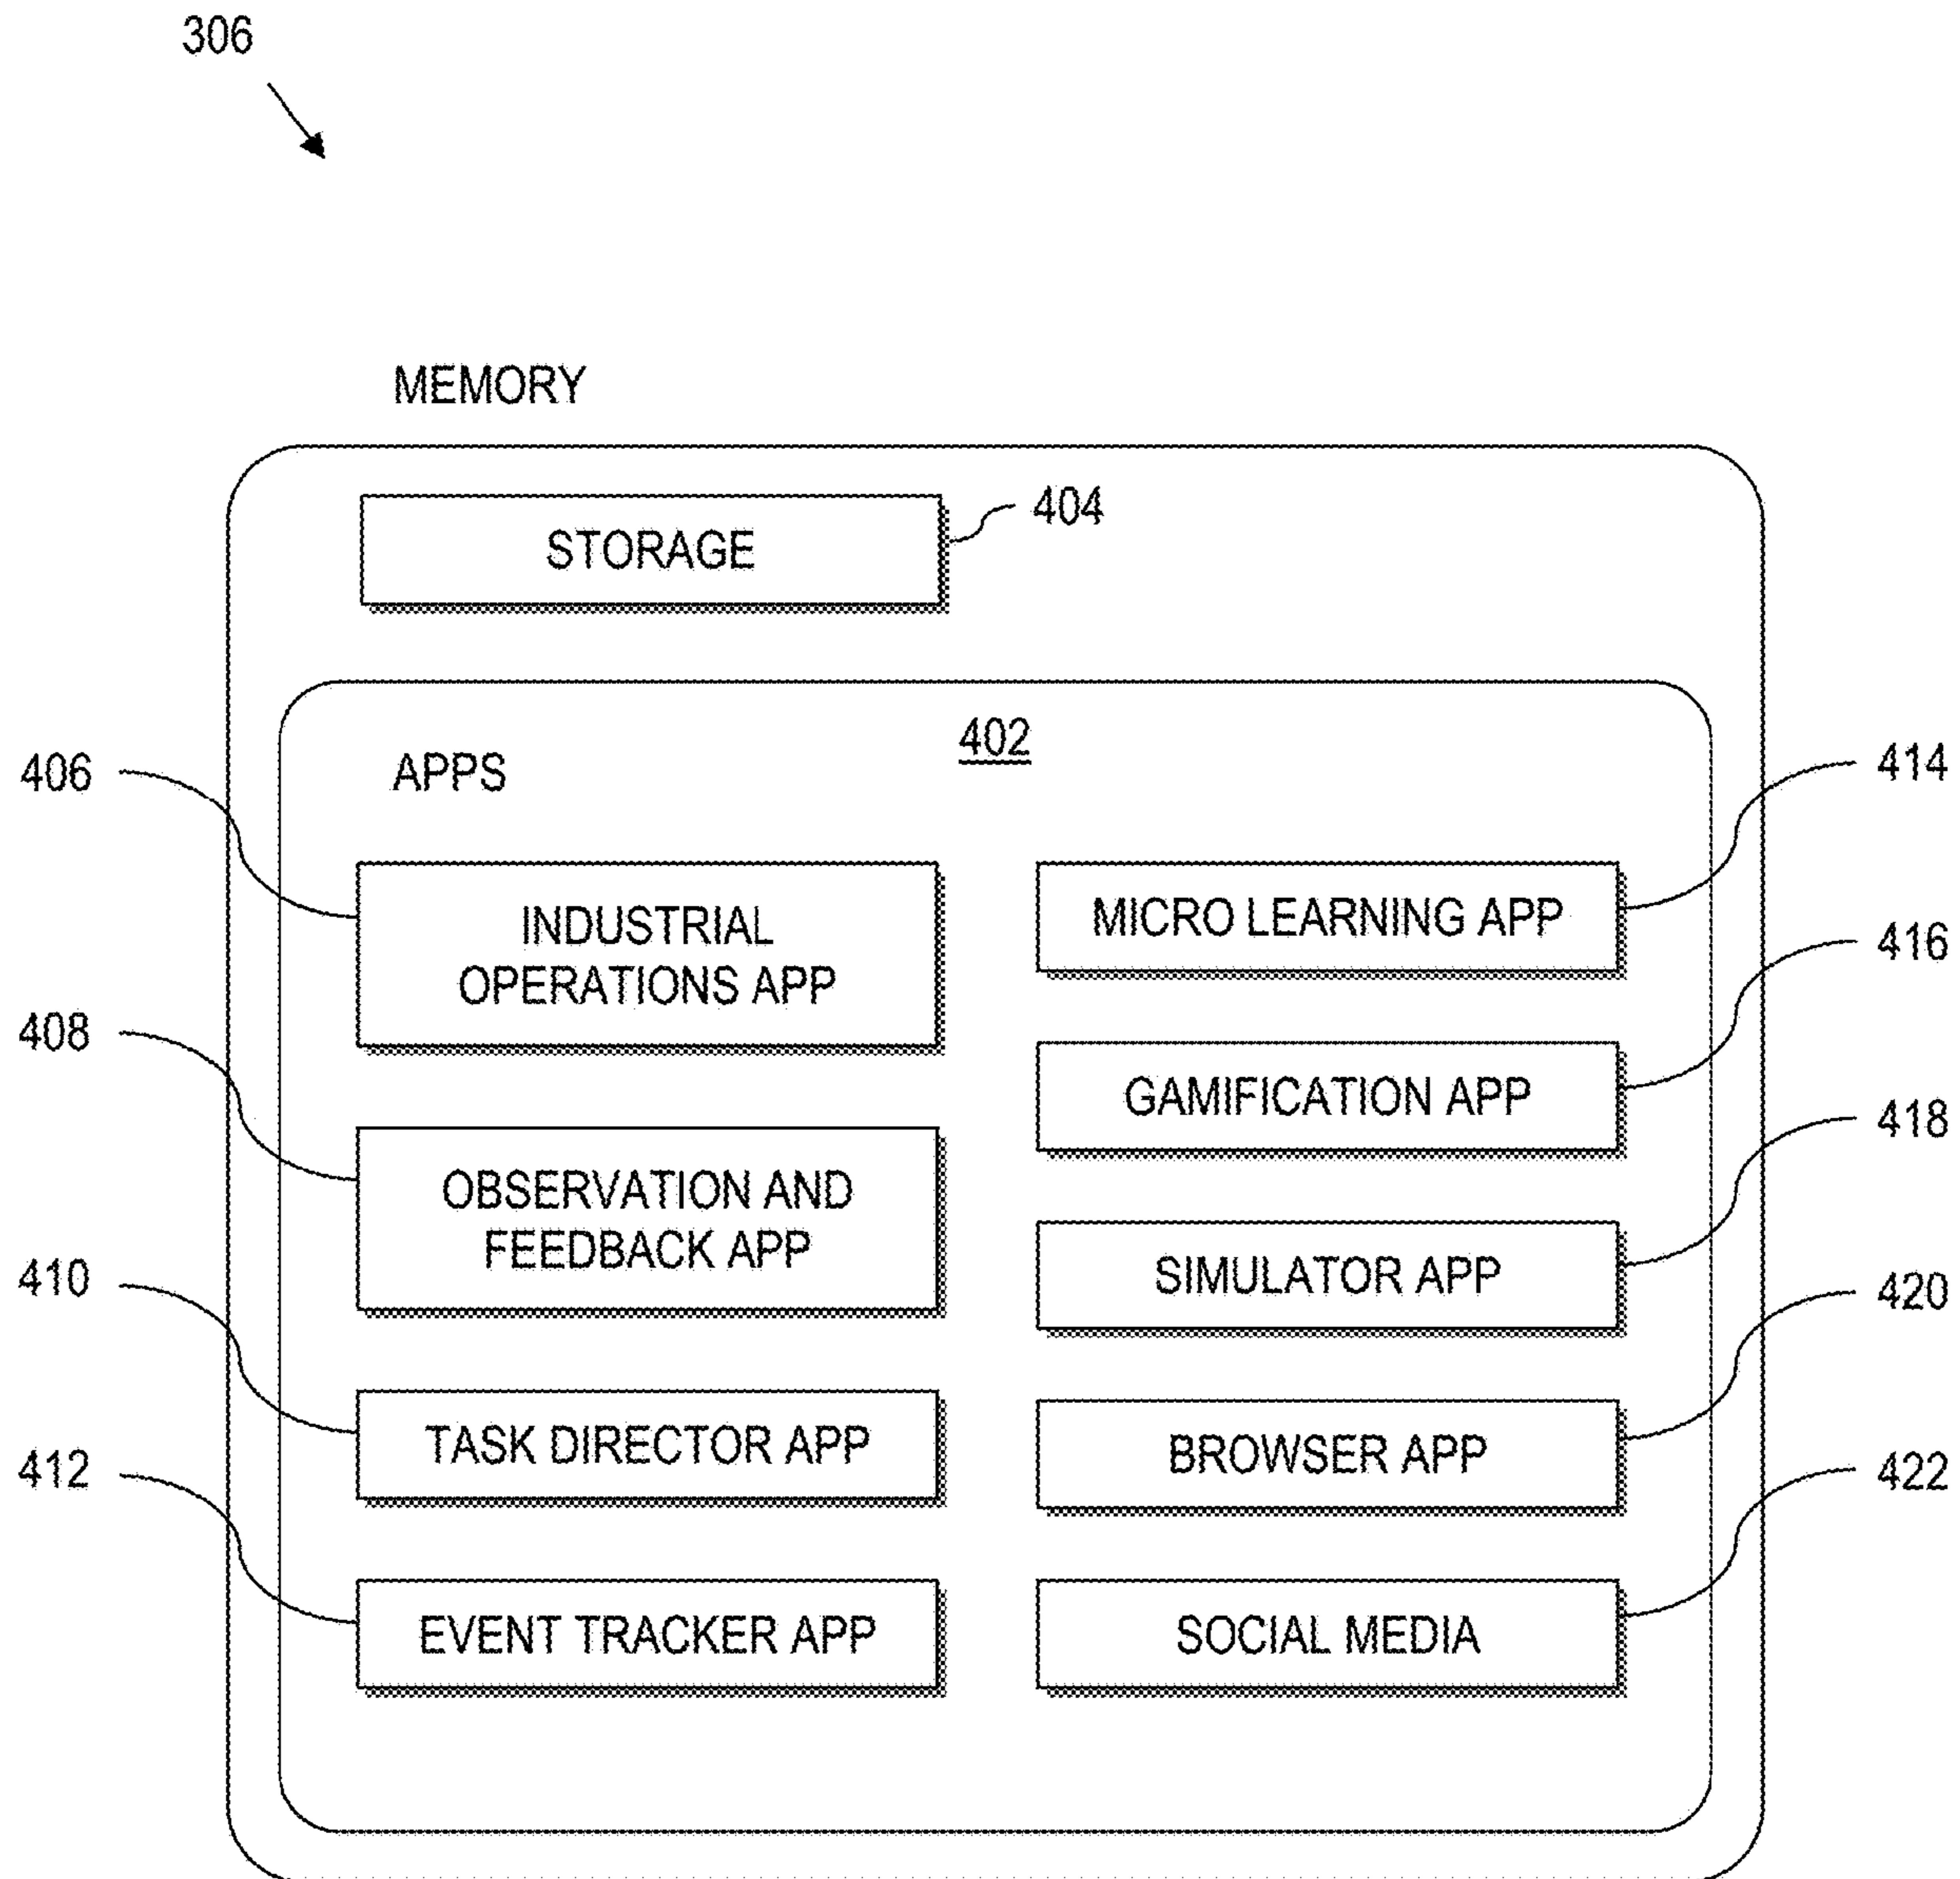 306
MEMORY
STORAGE
404
402
APPS
406
INDUSTRIAL
OPERATIONS APP
408
OBSERVATION AND
FEEDBACK APP
410
TASK DIRECTOR APP
412
EVENT TRACKER APP
414
MICRO LEARNING APP
416
GAMIFICATION APP
418
SIMULATOR APP
420
BROWSER APP
422
SOCIAL MEDIA